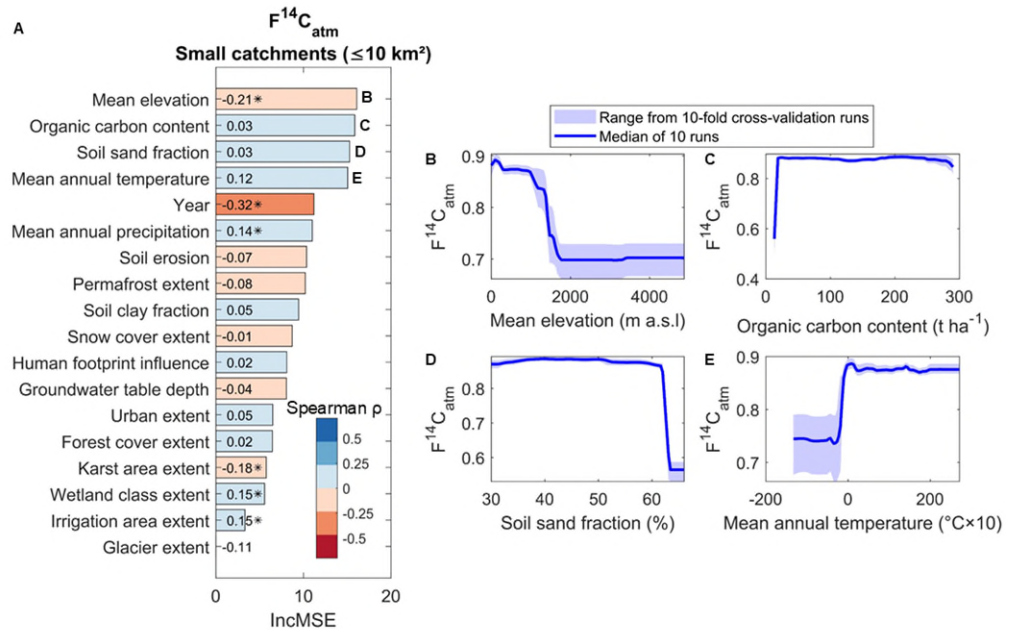 A
F¹⁴C_atm
Small catchments (≤10 km²)
Mean elevation -0.21* B
Organic carbon content 0.03 C
Soil sand fraction 0.03 D
Mean annual temperature 0.12 E
Year -0.32*
Mean annual precipitation 0.14*
Soil erosion -0.07
Permafrost extent -0.08
Soil clay fraction 0.05
Snow cover extent -0.01
Human footprint influence 0.02
Groundwater table depth -0.04
Urban extent 0.05
Forest cover extent 0.02
Karst area extent -0.18*
Wetland class extent 0.15*
Irrigation area extent 0.15*
Glacier extent -0.11
0 10 20
IncMSE
Spearman ρ
0.5
0.25
0
-0.25
-0.5
Range from 10-fold cross-validation runs
Median of 10 runs
B
F¹⁴C_atm
0.9
0.8
0.7
0 2000 4000
Mean elevation (m a.s.l)
C
F¹⁴C_atm
0.8
0.6
0.4
0 100 200 300
Organic carbon content (t ha⁻¹)
D
F¹⁴C_atm
0.8
0.7
0.6
30 40 50 60
Soil sand fraction (%)
E
F¹⁴C_atm
0.9
0.8
0.7
-200 0 200
Mean annual temperature (°C×10)